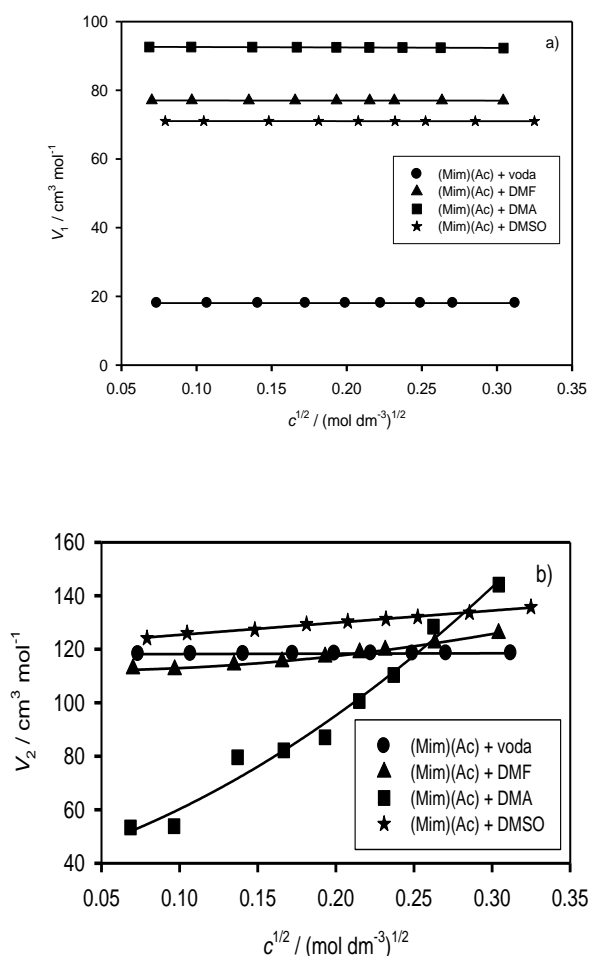 100
a)
80
60
40
20
0
V₁ / cm³ mol⁻¹
(Mim)(Ac) + voda
(Mim)(Ac) + DMF
(Mim)(Ac) + DMA
(Mim)(Ac) + DMSO
0.05 0.10 0.15 0.20 0.25 0.30 0.35
c¹/² / (mol dm⁻³)¹/²
160
b)
140
120
100
80
60
40
V₂ / cm³ mol⁻¹
(Mim)(Ac) + voda
(Mim)(Ac) + DMF
(Mim)(Ac) + DMA
(Mim)(Ac) + DMSO
0.05 0.10 0.15 0.20 0.25 0.30 0.35
c¹/² / (mol dm⁻³)¹/²